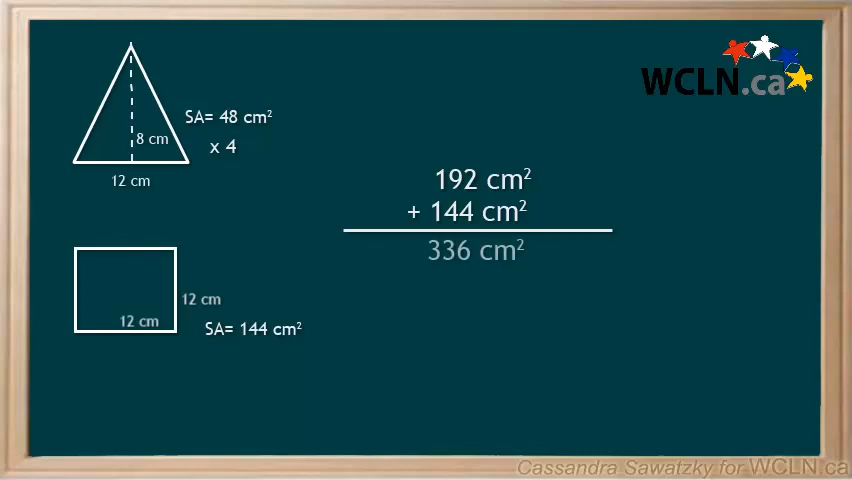 WCLN.ca
SA= 48 cm²
x 4
8 cm
12 cm
192 cm²
+ 144 cm²
336 cm²
12 cm
12 cm
SA= 144 cm²
Cassandra Sawatzky for WCLN.ca